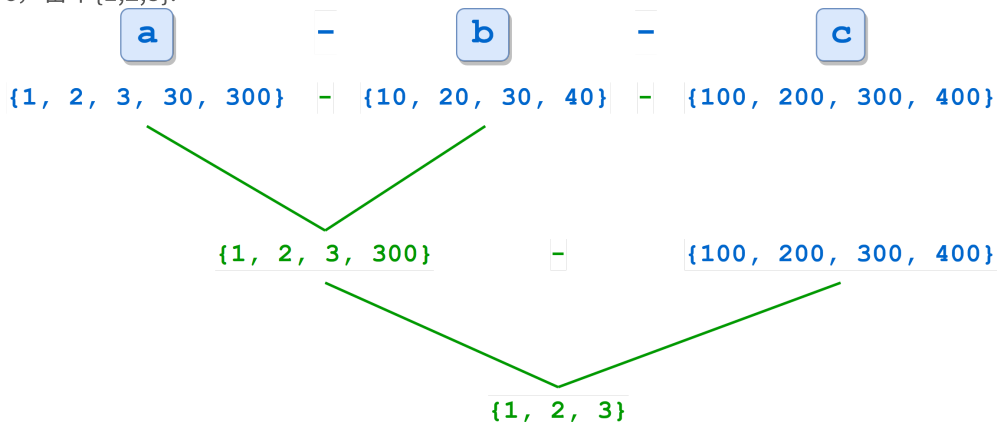 a - b - c
{1, 2, 3, 30, 300} - {10, 20, 30, 40} - {100, 200, 300, 400}
{1, 2, 3, 300} - {100, 200, 300, 400}
{1, 2, 3}